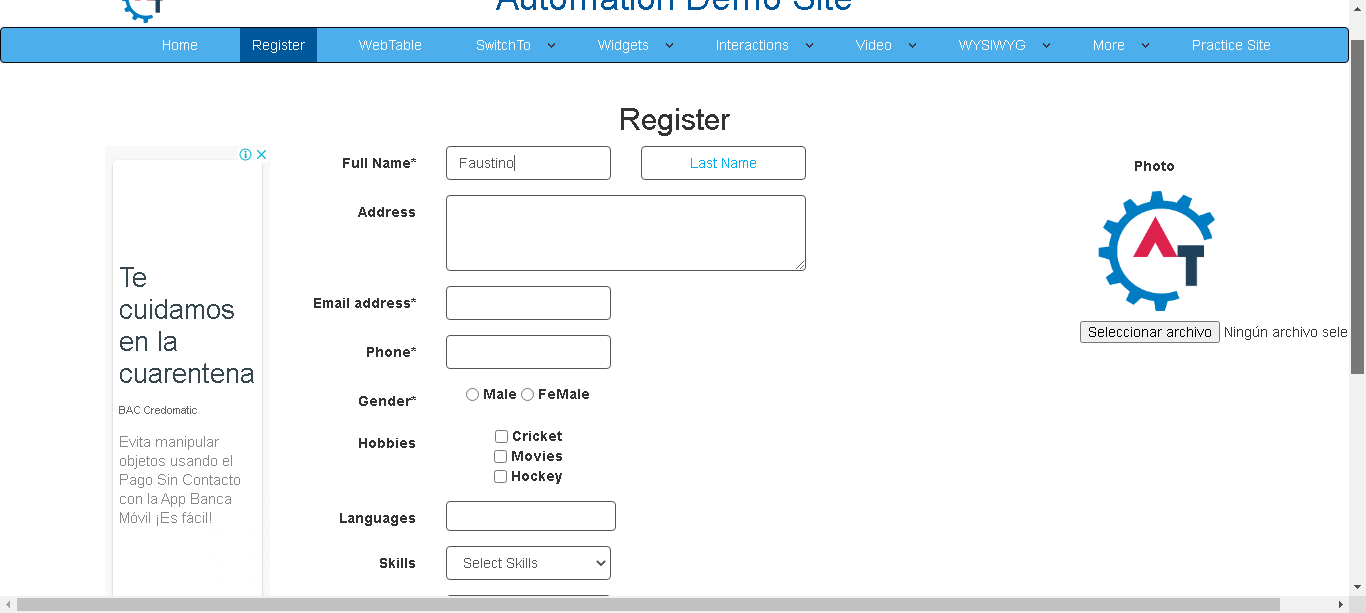 Automation Demo Site
Home Register WebTable SwitchTo Widgets Interactions Video WYSIWYG More Practice Site
Register
Full Name* Faustino Last Name
Address
Email address*
Phone*
Gender* Male FeMale
Hobbies Cricket
Movies
Hockey
Languages
Skills Select Skills
Te
cuidamos
en la
cuarentena
BAC Credomatic
Evita manipular
objetos usando el
Pago Sin Contacto
con la App Banca
Móvil ¡Es fácil!
Photo
AT
Seleccionar archivo Ningún archivo sele